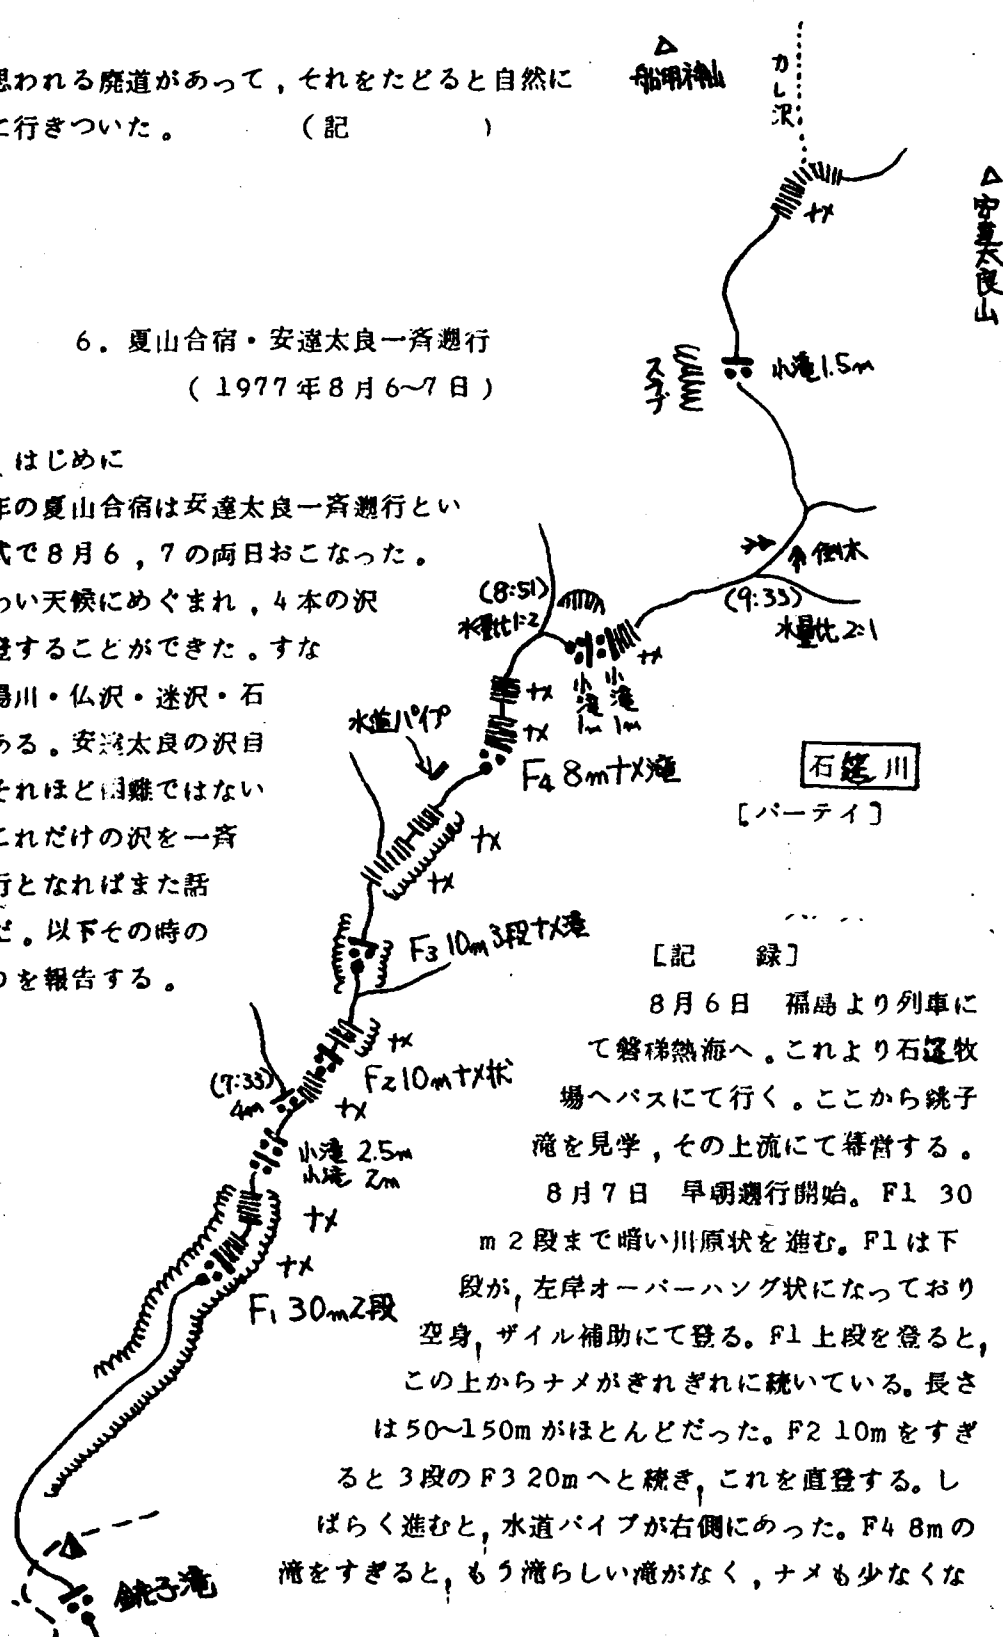 思われる廃道があって，それをたどると自然に
に行きついた。　　　（記　　　　　）
6．夏山合宿・安達太良一斉遡行
（1977年8月6～7日）
はじめに
年の夏山合宿は安達太良一斉遡行とい
式で8月6，7の両日おこなった。
い天候にめぐまれ，4本の沢
登することができた。すな
湯川・仏沢・迷沢・石
ある。安達太良の沢自
それほど困難ではない
これだけの沢を一斉
行となればまた話
だ。以下その時の
を報告する。
船明神山
カレ沢
安達太良山
ナメ
スラブ
小滝1.5m
倒木
(9:33)
水量比2:1
(8:51)
水量比1:2
ナメ
小滝1m
小滝1m
ナメ
ナメ
水道パイプ
F4 8mナメ滝
石筵川
［パーティ］
ナメ
ナメ
F3 10m 3段ナメ滝
［記　　録］
8月6日　福島より列車に
て磐梯熱海へ。これより石筵牧
場へバスにて行く。ここから銚子
滝を見学，その上流にて幕営する。
8月7日　早朝遡行開始。F1 30
m2段まで暗い川原状を進む。F1は下
段が，左岸オーバーハング状になっており
空身，ザイル補助にて登る。F1上段を登ると，
この上からナメがきれぎれに続いている。長さ
は50～150mがほとんどだった。F2 10mをすぎ
ると3段のF3 20mへと続き，これを直登する。し
ばらく進むと，水道パイプが右側にあった。F4 8mの
滝をすぎると，もう滝らしい滝がなく，ナメも少なくな
ナメ
F2 10mナメ状
(7:33)
4m
ナメ
小滝 2.5m
小滝 2m
ナメ
ナメ
F1 30m2段
銚子滝